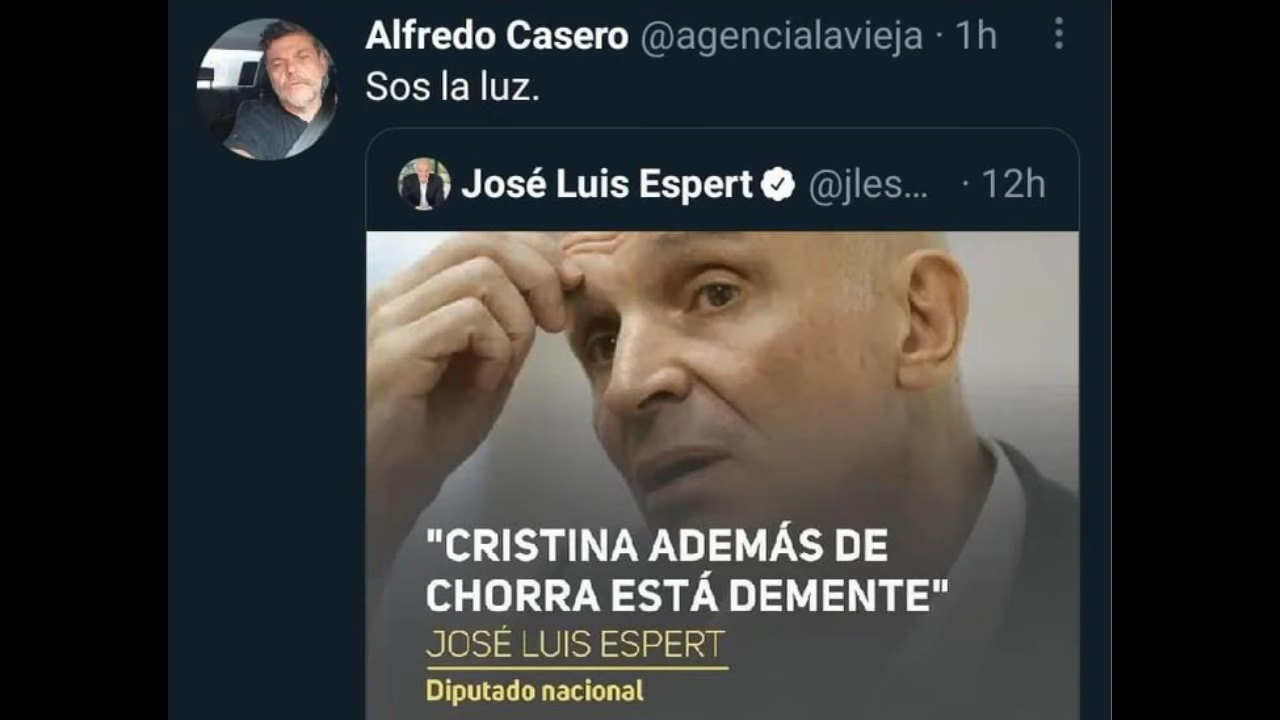 Alfredo Casero @agencialavieja · 1h
Sos la luz.
José Luis Espert @jles... · 12h
"CRISTINA ADEMÁS DE
CHORRA ESTÁ DEMENTE"
JOSÉ LUIS ESPERT
Diputado nacional